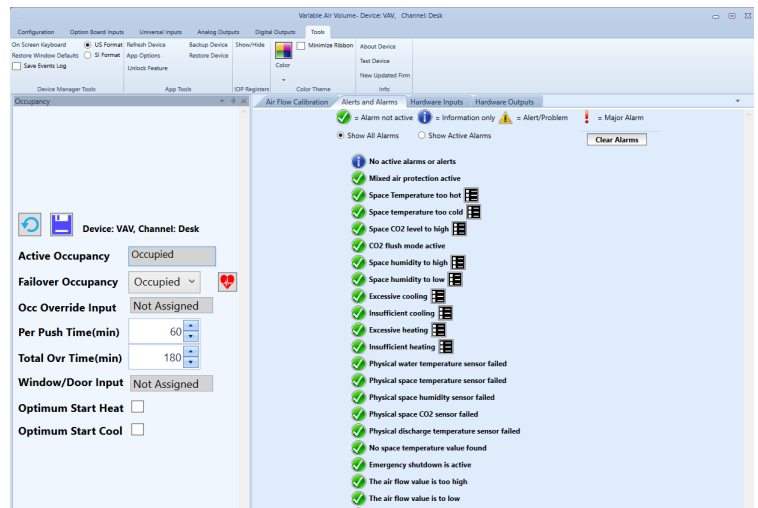 Variable Air Volume- Device: VAV,   Channel: Desk
Configuration   Option Board Inputs   Universal Inputs   Analog Outputs   Digital Outputs   Tools
On Screen Keyboard   US Format   Refresh Device   Backup Device   Show/Hide   Minimize Ribbon   About Device
Restore Window Defaults   SI Format   App Options   Restore Device   Color   Test Device
Save Events Log   Unlock Feature   New Updated Firm
Device Manager Tools   App Tools   IOP Registers   Color Theme   Info
Occupancy
Air Flow Calibration   Alerts and Alarms   Hardware Inputs   Hardware Outputs
= Alarm not active   = Information only   = Alert/Problem   = Major Alarm
Show All Alarms   Show Active Alarms   Clear Alarms
Device: VAV, Channel: Desk
Active Occupancy   Occupied
Failover Occupancy   Occupied
Occ Override Input   Not Assigned
Per Push Time(min)   60
Total Ovr Time(min)   180
Window/Door Input   Not Assigned
Optimum Start Heat
Optimum Start Cool
No active alarms or alerts
Mixed air protection active
Space Temperature too hot
Space temperature too cold
Space CO2 level to high
CO2 flush mode active
Space humidity to high
Space humidity to low
Excessive cooling
Insufficient cooling
Excessive heating
Insufficient heating
Physical water temperature sensor failed
Physical space temperature sensor failed
Physical space humidity sensor failed
Physical space CO2 sensor failed
Physical discharge temperature sensor failed
No space temperature value found
Emergency shutdown is active
The air flow value is too high
The air flow value is to low